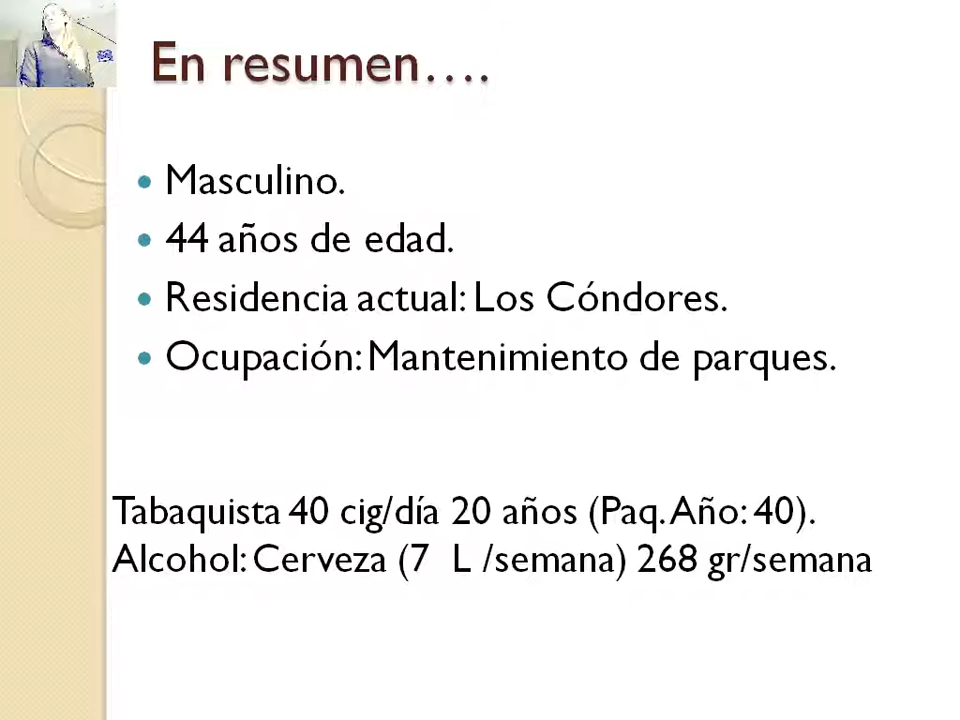 En resumen….
• Masculino.
• 44 años de edad.
• Residencia actual: Los Cóndores.
• Ocupación: Mantenimiento de parques.
Tabaquista 40 cig/día 20 años (Paq. Año: 40).
Alcohol: Cerveza (7 L /semana) 268 gr/semana